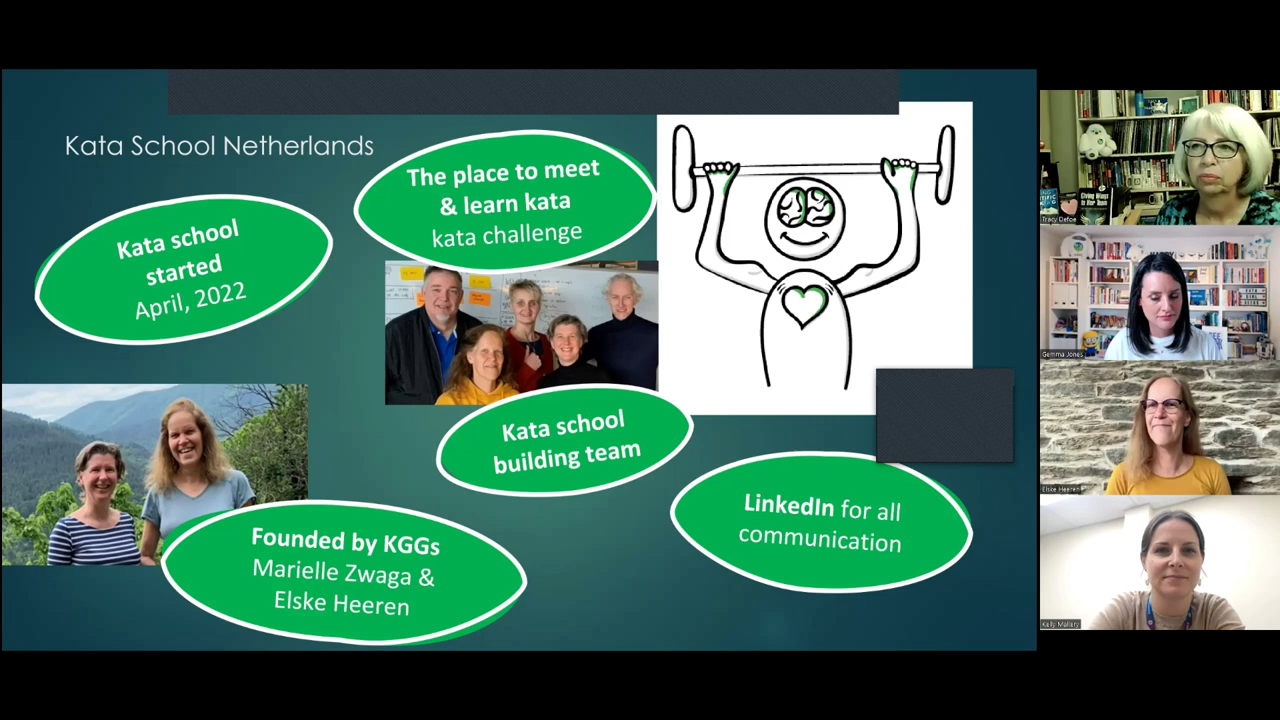 Kata School Netherlands
Kata school
started
April, 2022
The place to meet
& learn kata
kata challenge
Kata school
building team
Founded by KGGs
Marielle Zwaga &
Elske Heeren
LinkedIn for all
communication
Tracy Defoe
Gemma Jones
Elske Heeren
Kelly Mallery